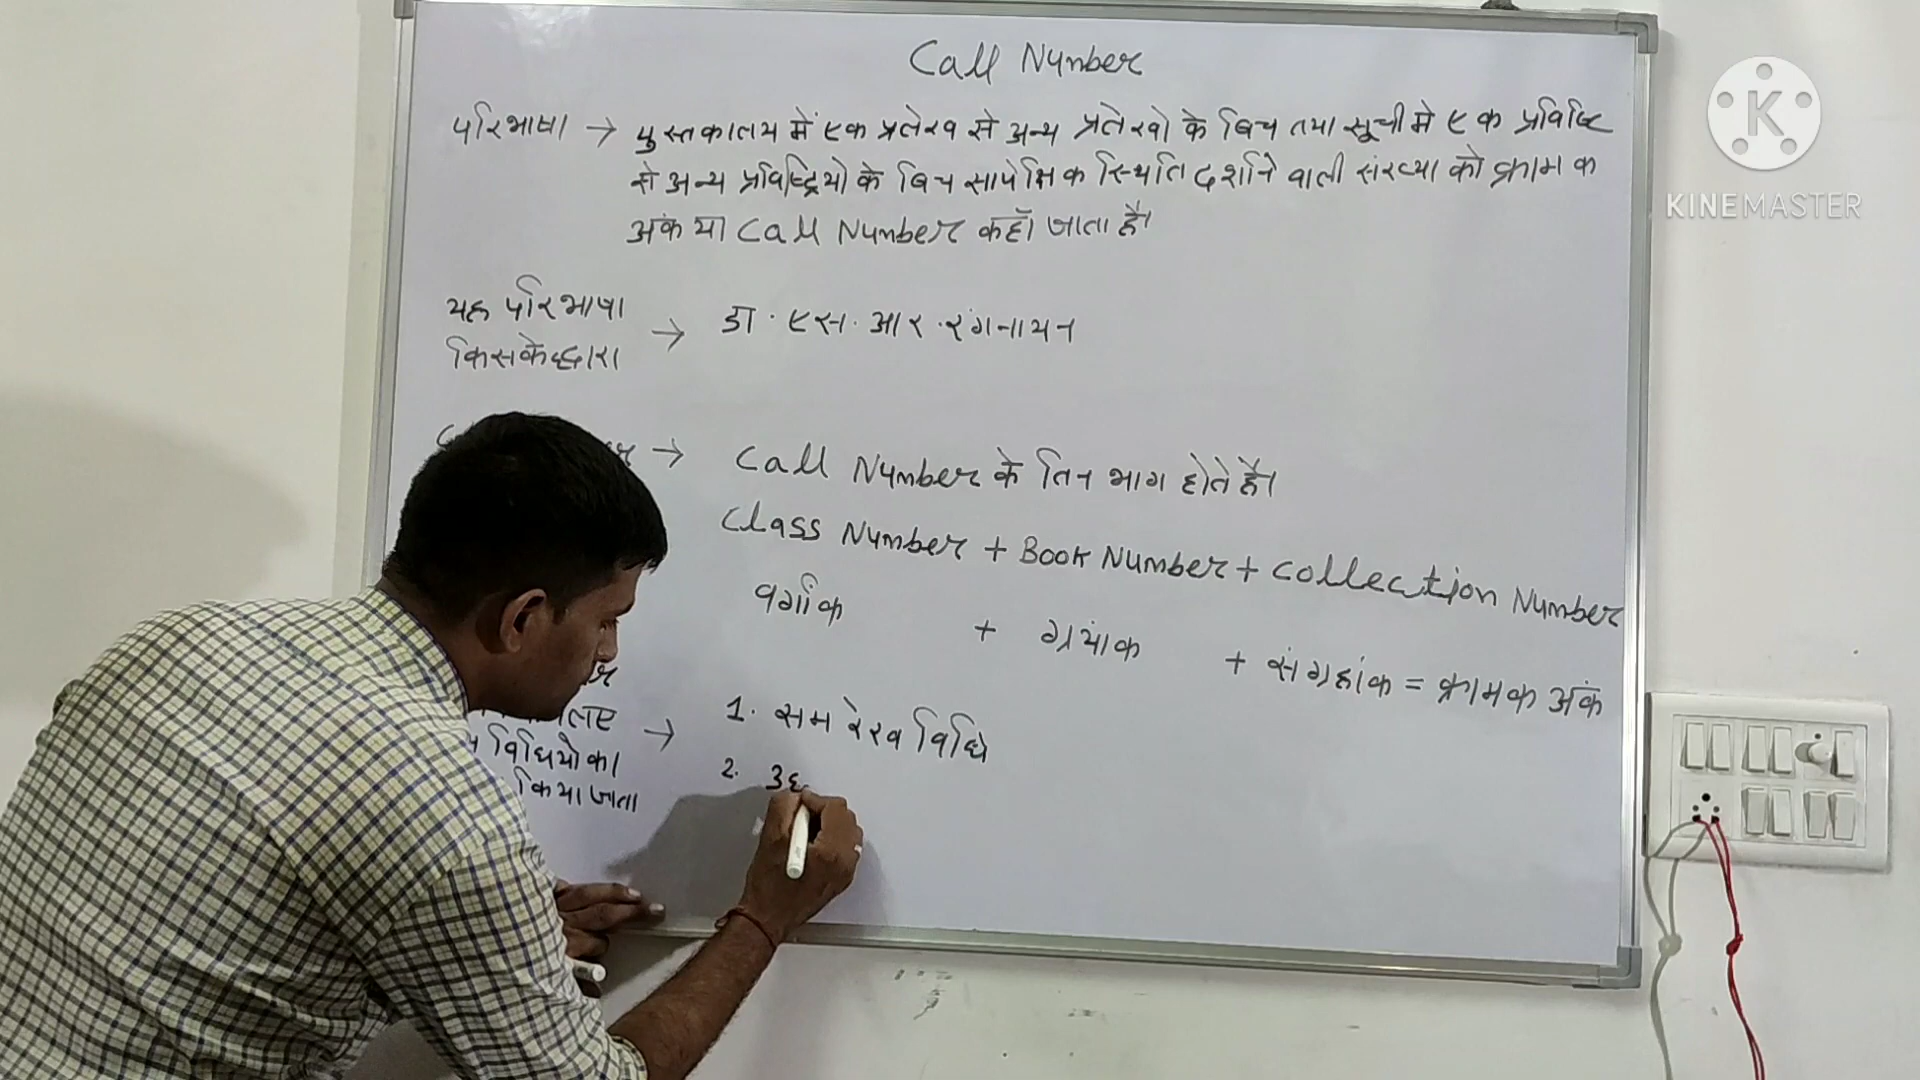 Call Number
परिभाषा → पुस्तकालय में एक प्रलेख से अन्य प्रलेखो के बिच तथा सूची मे एक प्रविष्टि
से अन्य प्रविष्ट्रियो के बिच सापेक्षिक स्थिति दर्शाने वाली संख्या को क्रामक
अंक या Call Number कहाँ जाता है।
यह परिभाषा
किसके द्वारा → डा. एस. आर. रंगनाथन
→ Call Number के तिन भाग होते है।
Class Number + Book Number + Collection Number
वर्गांक + ग्रंथांक + संग्रहांक = क्रामक अंक
विधियो का → 1. समरेख विधि
किया जाता 2.
KINEMASTER